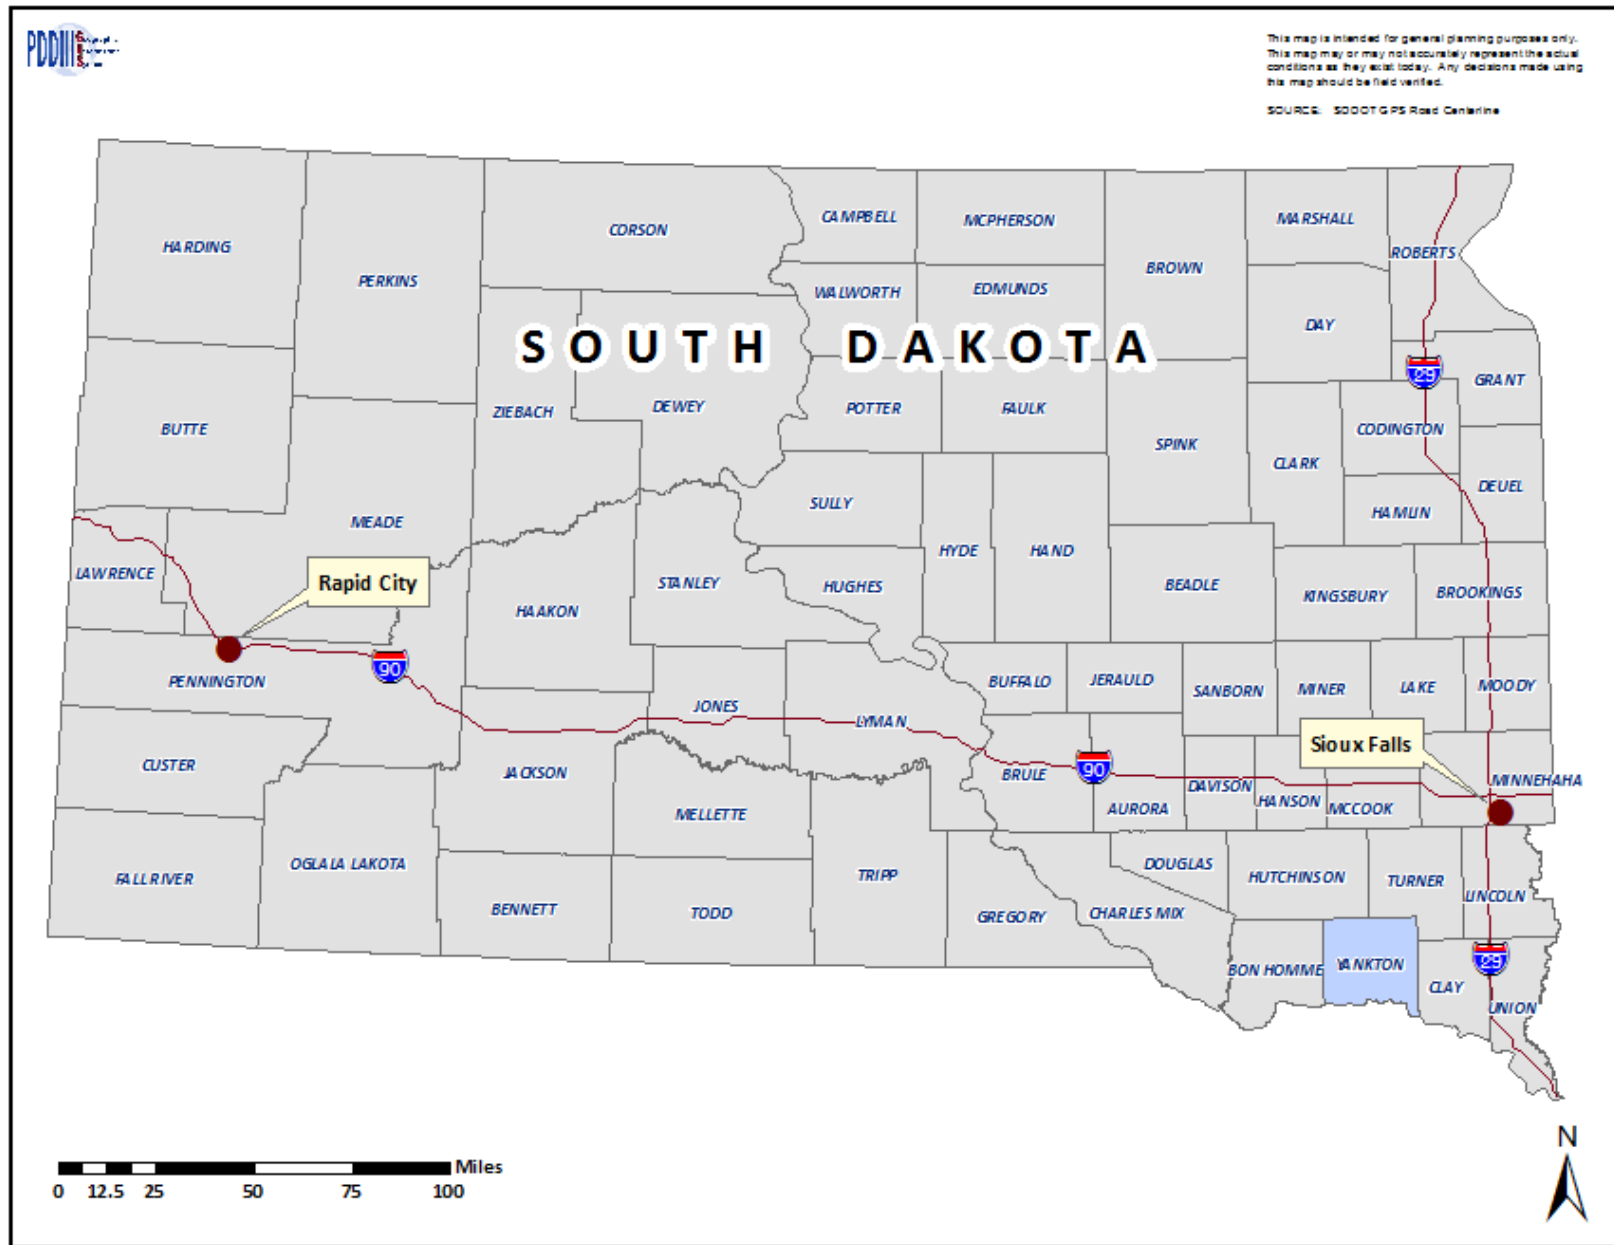 PDDIII
This map is intended for general planning purposes only.
This map may or may not accurately represent the actual
conditions as they exist today. Any decisions made using
this map should be field verified.
SOURCE: SDDOT GPS Road Centerline
HARDING
PERKINS
CORSON
CAMPBELL
MCPHERSON
BROWN
MARSHALL
ROBERTS
WALWORTH
EDMUNDS
DAY
SOUTH DAKOTA
29
GRANT
BUTTE
ZIEBACH
DEWEY
POTTER
FAULK
SPINK
CLARK
CODINGTON
DEUEL
MEADE
SULLY
HAMLIN
LAWRENCE
Rapid City
HAAKON
STANLEY
HUGHES
HYDE
HAND
BEADLE
KINGSBURY
BROOKINGS
PENNINGTON
90
JONES
LYMAN
BUFFALO
JERAULD
SANBORN
MINER
LAKE
MOODY
Sioux Falls
CUSTER
JACKSON
BRULE
90
AURORA
DAVISON
HANSON
MCCOOK
MINNEHAHA
MELLETTE
FALL RIVER
OGLALA LAKOTA
BENNETT
TODD
TRIPP
GREGORY
CHARLES MIX
DOUGLAS
HUTCHINSON
TURNER
LINCOLN
BON HOMME
YANKTON
CLAY
29
UNION
N
Miles
0 12.5 25 50 75 100